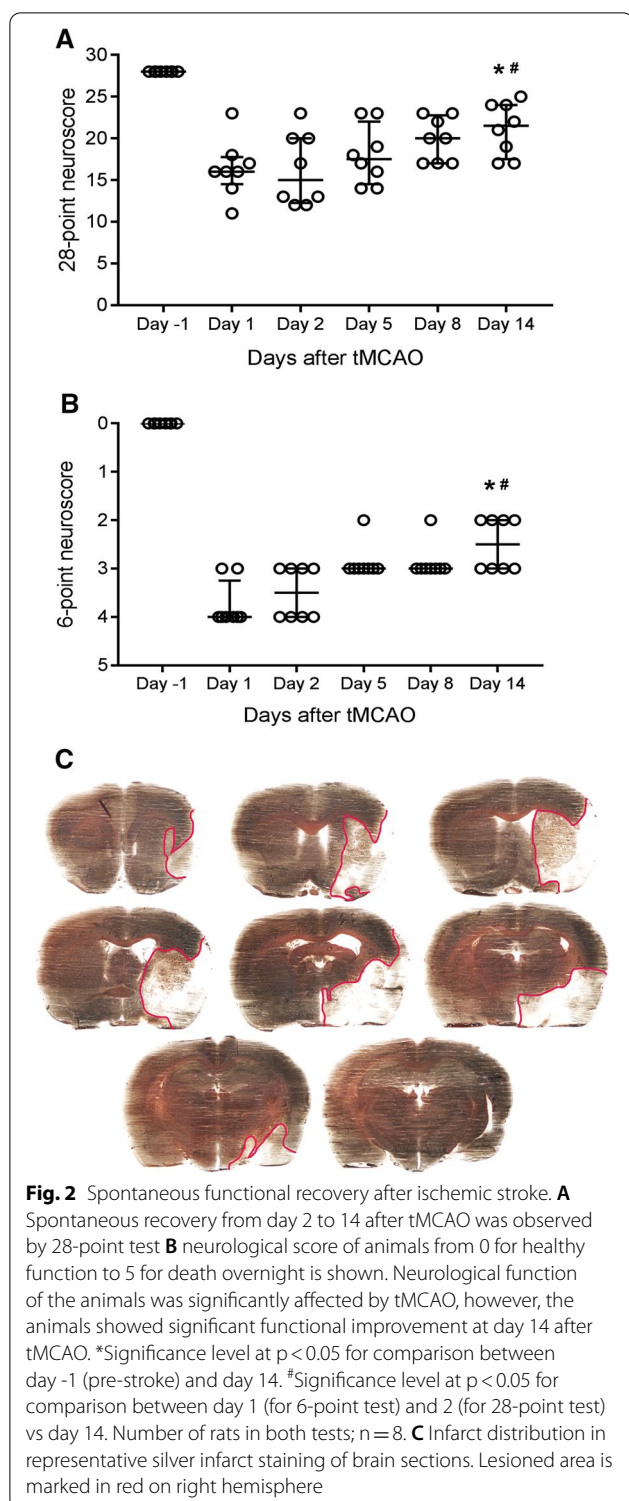 A
30
25
20
15
10
5
0
28-point neuroscore
* #
Day -1 Day 1 Day 2 Day 5 Day 8 Day 14
Days after tMCAO
B
0
1
2
3
4
5
6-point neuroscore
* #
Day -1 Day 1 Day 2 Day 5 Day 8 Day 14
Days after tMCAO
C
Fig. 2 Spontaneous functional recovery after ischemic stroke. A
Spontaneous recovery from day 2 to 14 after tMCAO was observed
by 28-point test B neurological score of animals from 0 for healthy
function to 5 for death overnight is shown. Neurological function
of the animals was significantly affected by tMCAO, however, the
animals showed significant functional improvement at day 14 after
tMCAO. *Significance level at p < 0.05 for comparison between
day -1 (pre-stroke) and day 14. #Significance level at p < 0.05 for
comparison between day 1 (for 6-point test) and 2 (for 28-point test)
vs day 14. Number of rats in both tests; n = 8. C Infarct distribution in
representative silver infarct staining of brain sections. Lesioned area is
marked in red on right hemisphere